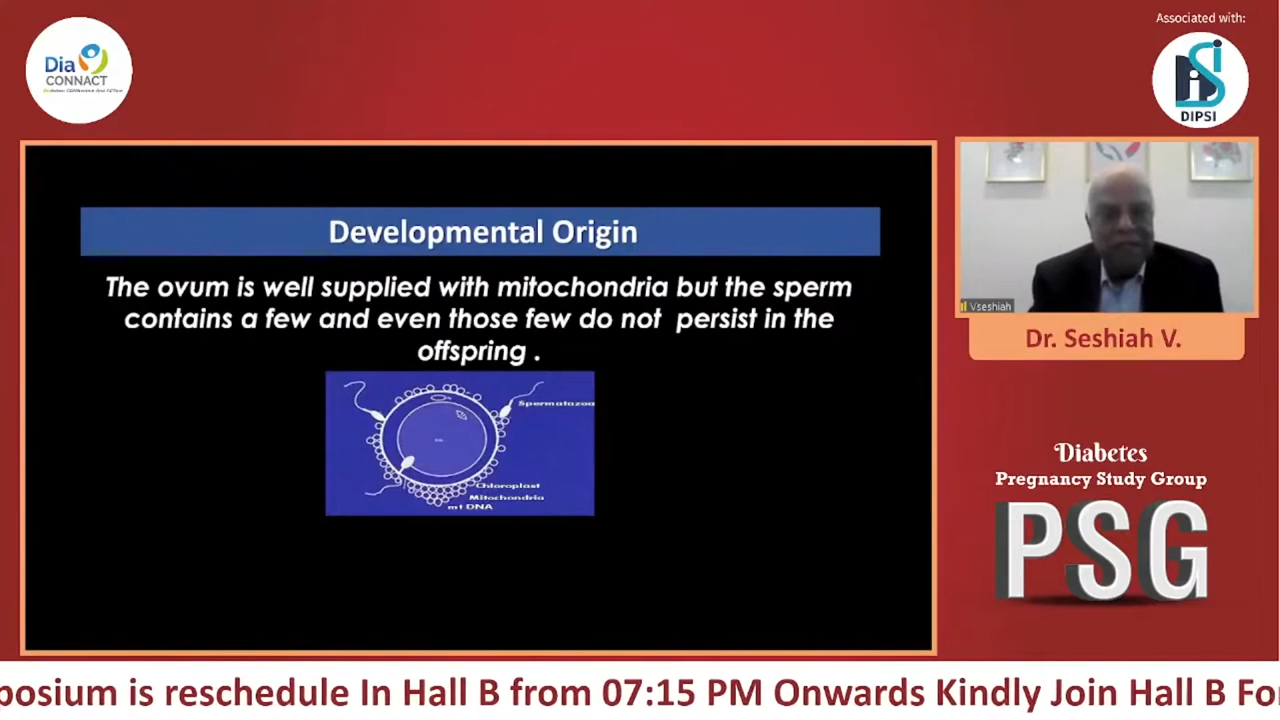 Associated with:
Dia
CONNACT
DIPSI
Developmental Origin
The ovum is well supplied with mitochondria but the sperm
contains a few and even those few do not persist in the
offspring .
Spermatazoa
Chloroplast
Mitochondria
mt DNA
Vseshiah
Dr. Seshiah V.
Diabetes
Pregnancy Study Group
PSG
posium is reschedule In Hall B from 07:15 PM Onwards Kindly Join Hall B For